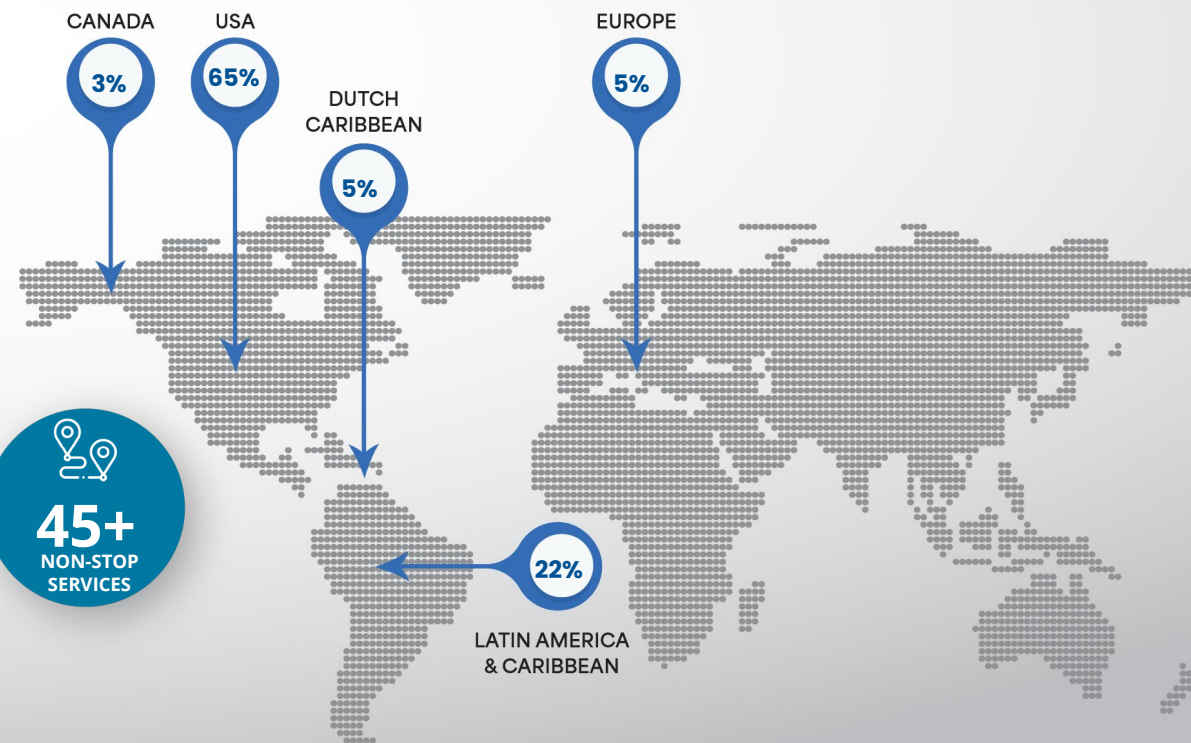 CANADA
3%
USA
65%
DUTCH
CARIBBEAN
5%
EUROPE
5%
45+
NON-STOP
SERVICES
22%
LATIN AMERICA
& CARIBBEAN